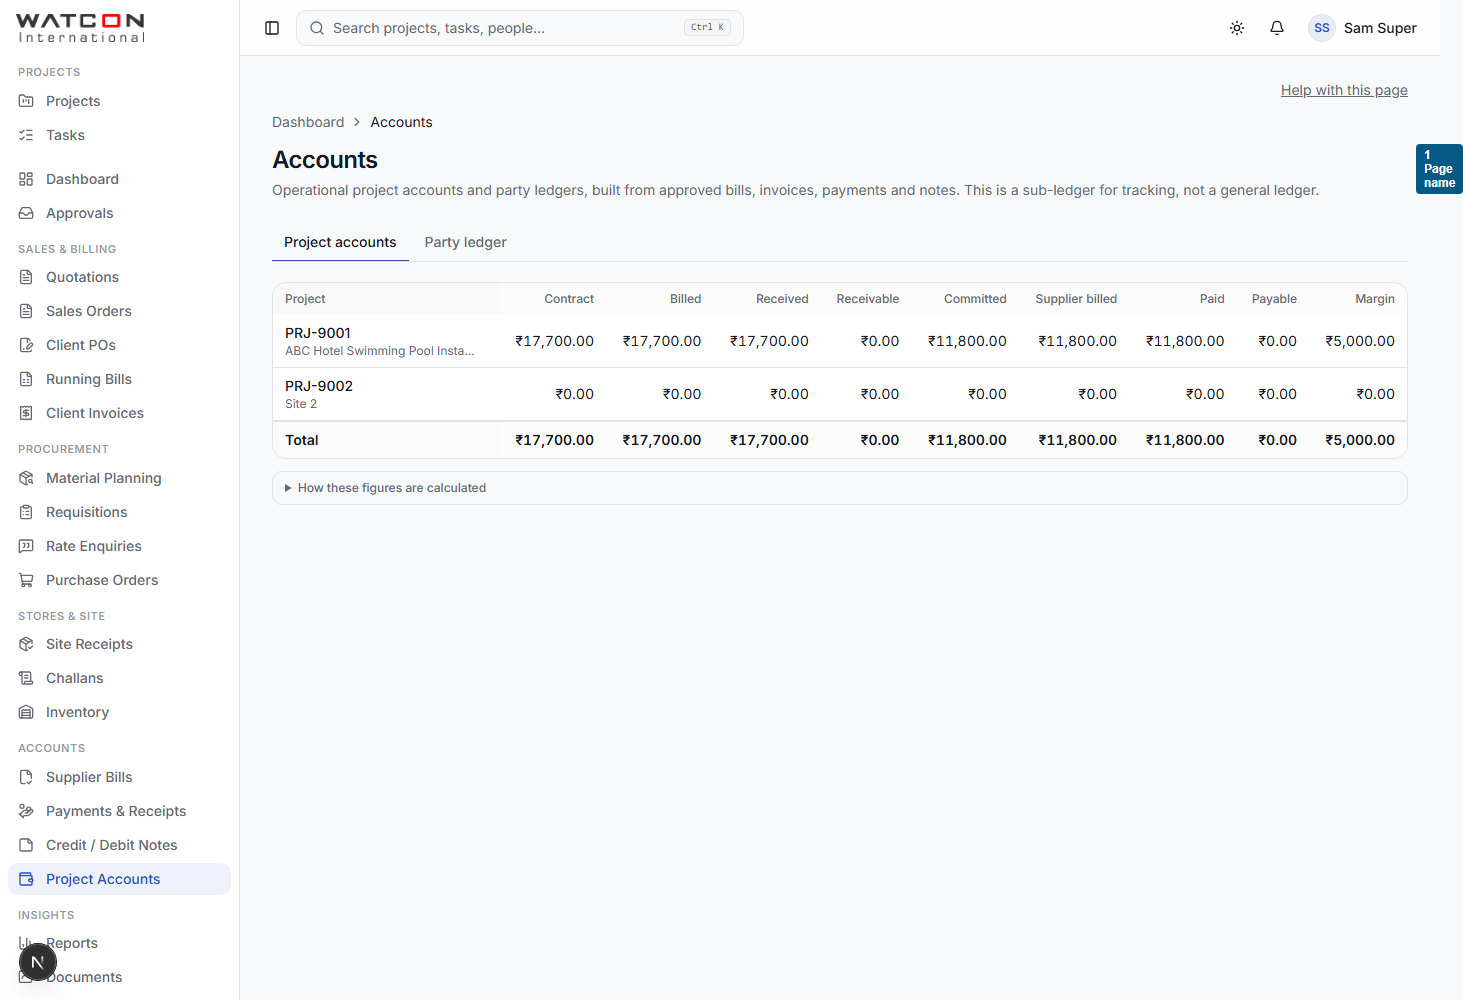 WATCON
International
Search projects, tasks, people...
Ctrl K
SS
Sam Super
PROJECTS
Projects
Tasks
Dashboard
Approvals
SALES & BILLING
Quotations
Sales Orders
Client POs
Running Bills
Client Invoices
PROCUREMENT
Material Planning
Requisitions
Rate Enquiries
Purchase Orders
STORES & SITE
Site Receipts
Challans
Inventory
ACCOUNTS
Supplier Bills
Payments & Receipts
Credit / Debit Notes
Project Accounts
INSIGHTS
Reports
Documents
N
Help with this page
Dashboard > Accounts
1
Page
name
Accounts
Operational project accounts and party ledgers, built from approved bills, invoices, payments and notes. This is a sub-ledger for tracking, not a general ledger.
Project accounts Party ledger
Project Contract Billed Received Receivable Committed Supplier billed Paid Payable Margin
PRJ-9001
ABC Hotel Swimming Pool Insta...
₹17,700.00 ₹17,700.00 ₹17,700.00 ₹0.00 ₹11,800.00 ₹11,800.00 ₹11,800.00 ₹0.00 ₹5,000.00
PRJ-9002
Site 2
₹0.00 ₹0.00 ₹0.00 ₹0.00 ₹0.00 ₹0.00 ₹0.00 ₹0.00 ₹0.00
Total ₹17,700.00 ₹17,700.00 ₹17,700.00 ₹0.00 ₹11,800.00 ₹11,800.00 ₹11,800.00 ₹0.00 ₹5,000.00
How these figures are calculated